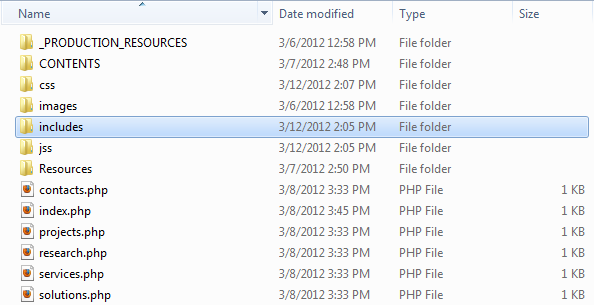 Name Date modified Type Size
_PRODUCTION_RESOURCES 3/6/2012 12:58 PM File folder
CONTENTS 3/7/2012 2:48 PM File folder
css 3/12/2012 2:07 PM File folder
images 3/6/2012 12:58 PM File folder
includes 3/12/2012 2:05 PM File folder
jss 3/12/2012 2:05 PM File folder
Resources 3/7/2012 2:50 PM File folder
contacts.php 3/8/2012 3:33 PM PHP File 1 KB
index.php 3/8/2012 3:45 PM PHP File 1 KB
projects.php 3/8/2012 3:33 PM PHP File 1 KB
research.php 3/8/2012 3:33 PM PHP File 1 KB
services.php 3/8/2012 3:33 PM PHP File 1 KB
solutions.php 3/8/2012 3:33 PM PHP File 1 KB